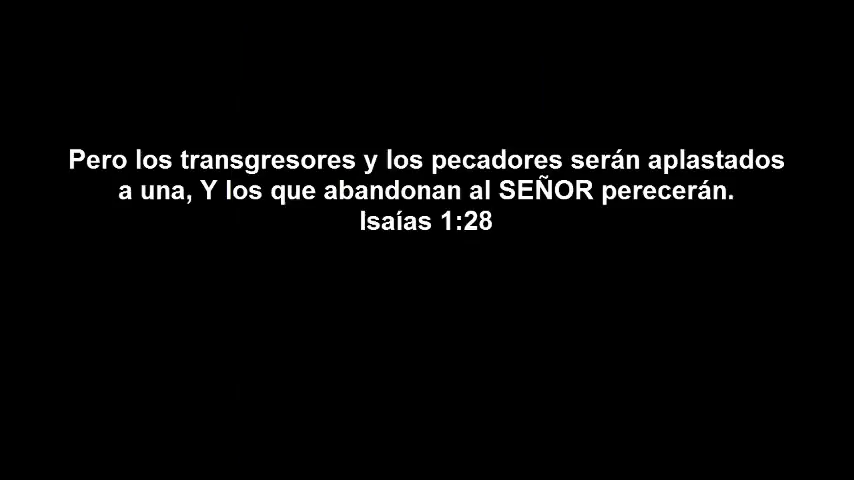 Pero los transgresores y los pecadores serán aplastados
a una, Y los que abandonan al SEÑOR perecerán.
Isaías 1:28